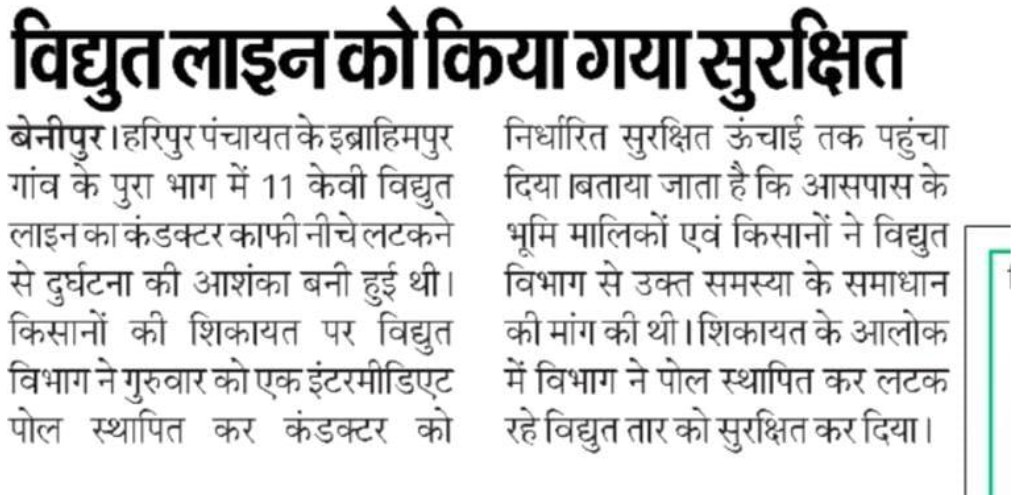 विद्युत लाइन को किया गया सुरक्षित
बेनीपुर। हरिपुर पंचायत के इब्राहिमपुर
गांव के पुरा भाग में 11 केवी विद्युत
लाइन का कंडक्टर काफी नीचे लटकने
से दुर्घटना की आशंका बनी हुई थी।
किसानों की शिकायत पर विद्युत
विभाग ने गुरुवार को एक इंटरमीडिएट
पोल स्थापित कर कंडक्टर को
निर्धारित सुरक्षित ऊंचाई तक पहुंचा
दिया।बताया जाता है कि आसपास के
भूमि मालिकों एवं किसानों ने विद्युत
विभाग से उक्त समस्या के समाधान
की मांग की थी। शिकायत के आलोक
में विभाग ने पोल स्थापित कर लटक
रहे विद्युत तार को सुरक्षित कर दिया।